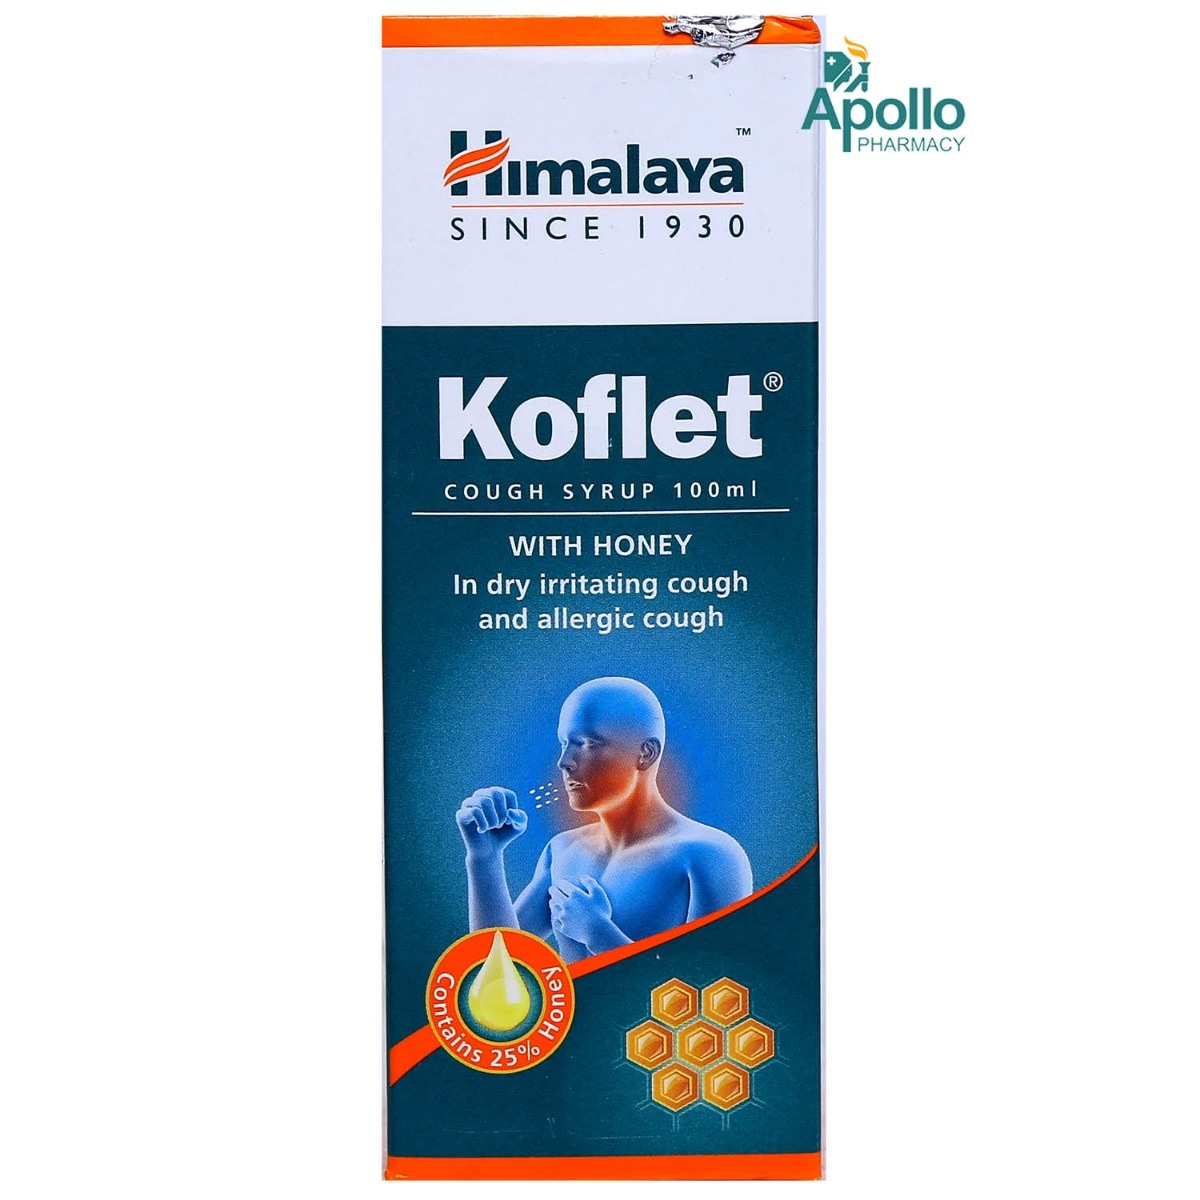 Apollo
PHARMACY
Himalaya™
SINCE 1930
Koflet®
COUGH SYRUP 100ml
WITH HONEY
In dry irritating cough
and allergic cough
Contains 25% Honey